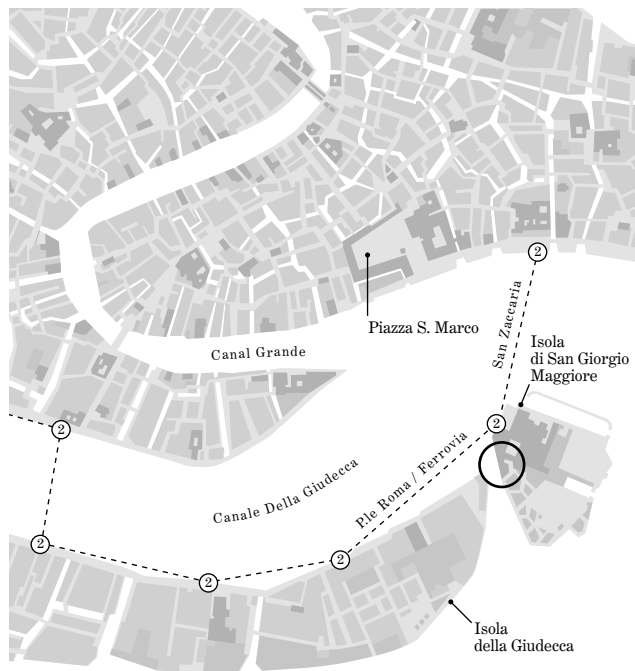 2
Piazza S. Marco
San Zaccaria
Isola
di San Giorgio
Maggiore
Canal Grande
2
2
P.le Roma / Ferrovia
Canale Della Giudecca
2
2
2
Isola
della Giudecca